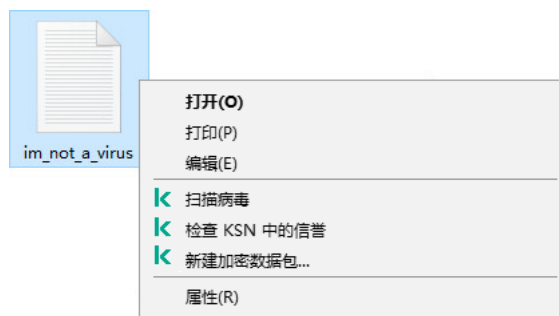 im_not_a_virus
打开(O)
打印(P)
编辑(E)
扫描病毒
检查 KSN 中的信誉
新建加密数据包...
属性(R)